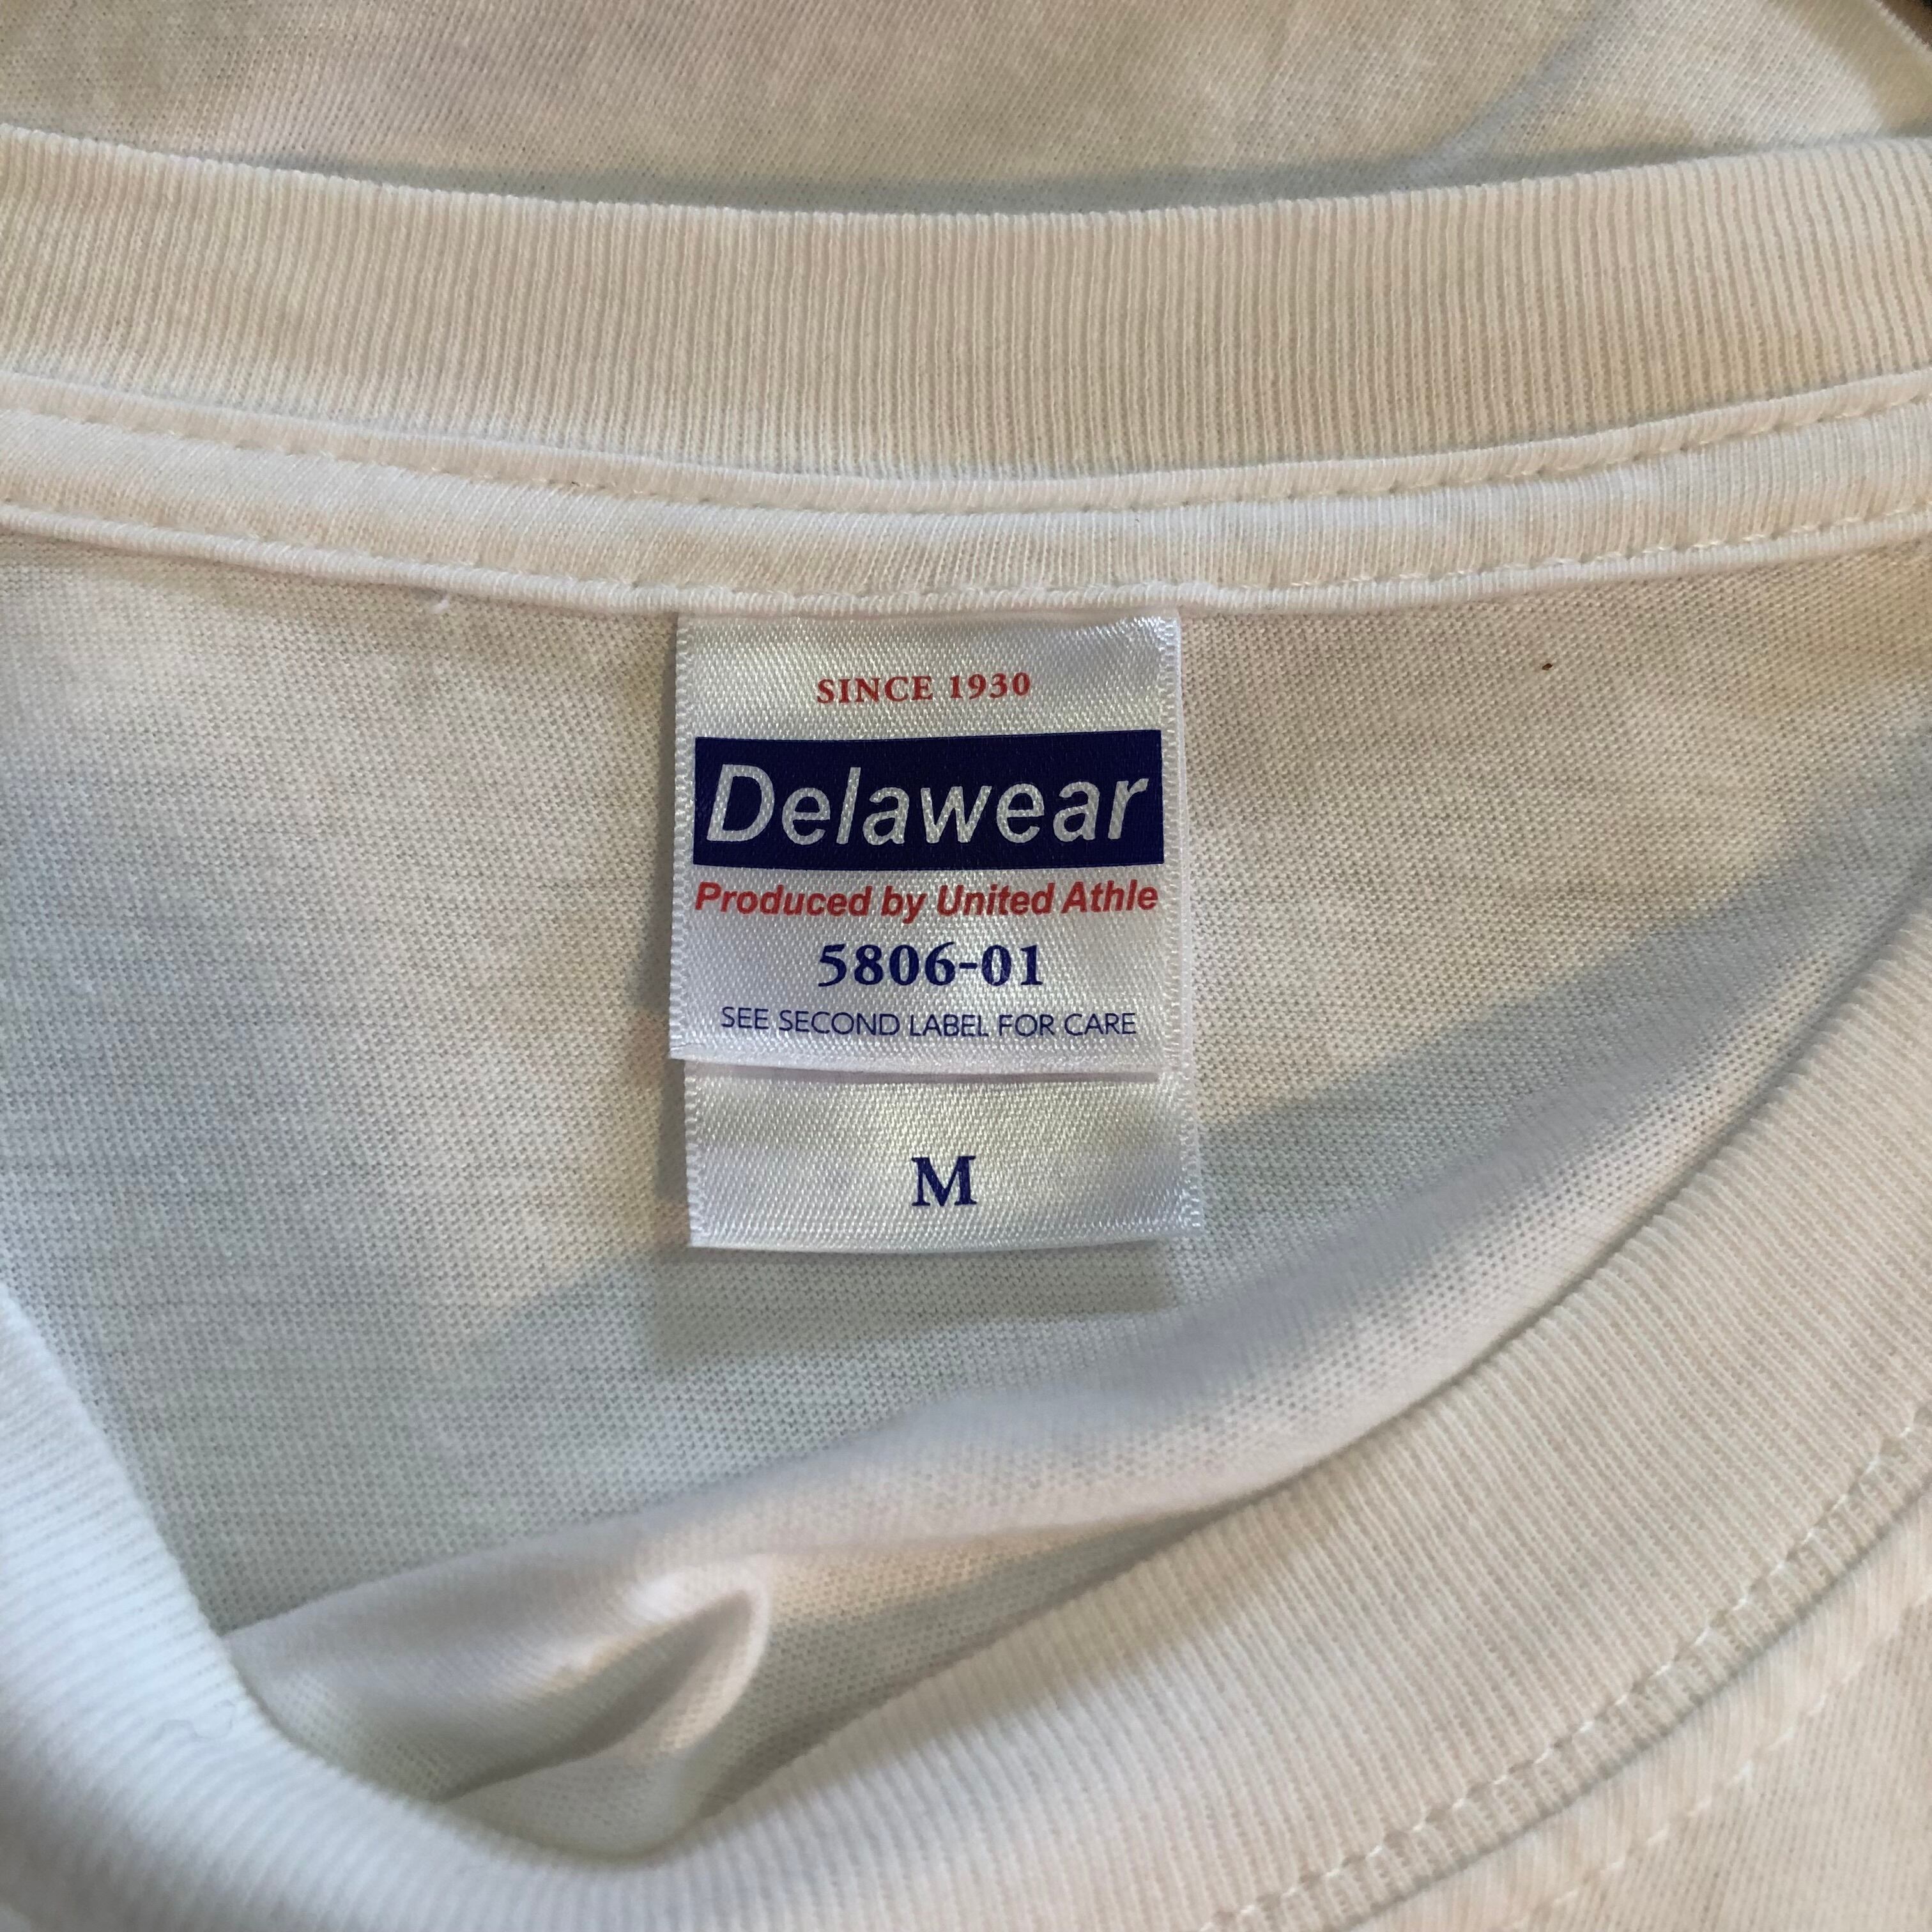 SINCE 1930
Delawear
Produced by United Athle
5806-01
SEE SECOND LABEL FOR CARE
M